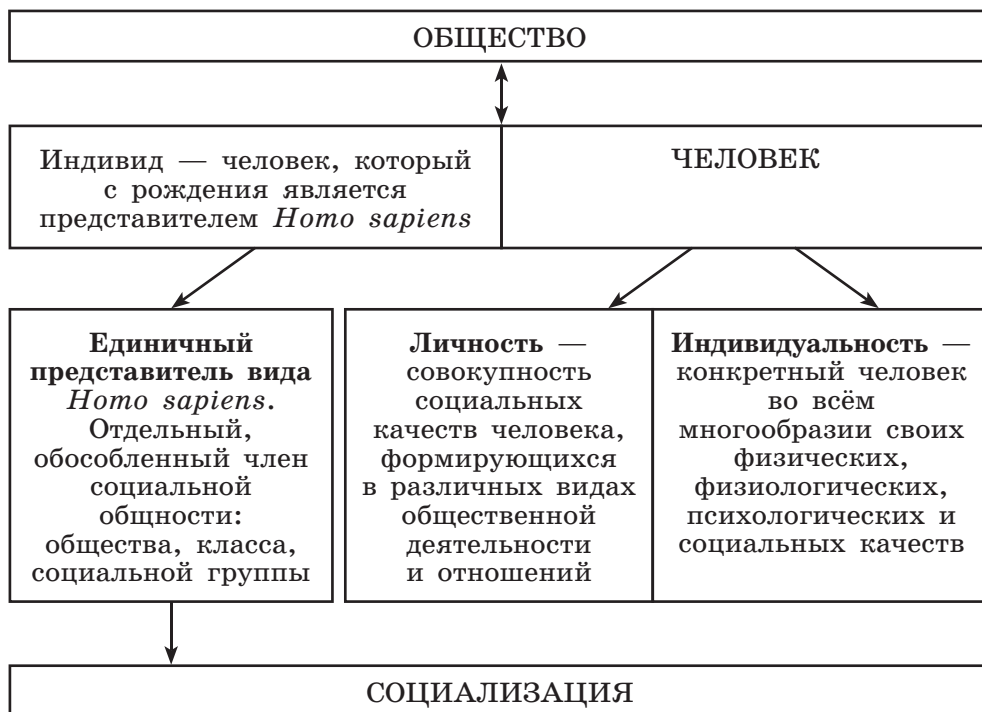 ОБЩЕСТВО
Индивид — человек, который
с рождения является
представителем Homo sapiens
ЧЕЛОВЕК
Единичный
представитель вида
Homo sapiens.
Отдельный,
обособленный член
социальной
общности:
общества, класса,
социальной группы
Личность —
совокупность
социальных
качеств человека,
формирующихся
в различных видах
общественной
деятельности
и отношений
Индивидуальность —
конкретный человек
во всём
многообразии своих
физических,
физиологических,
психологических и
социальных качеств
СОЦИАЛИЗАЦИЯ